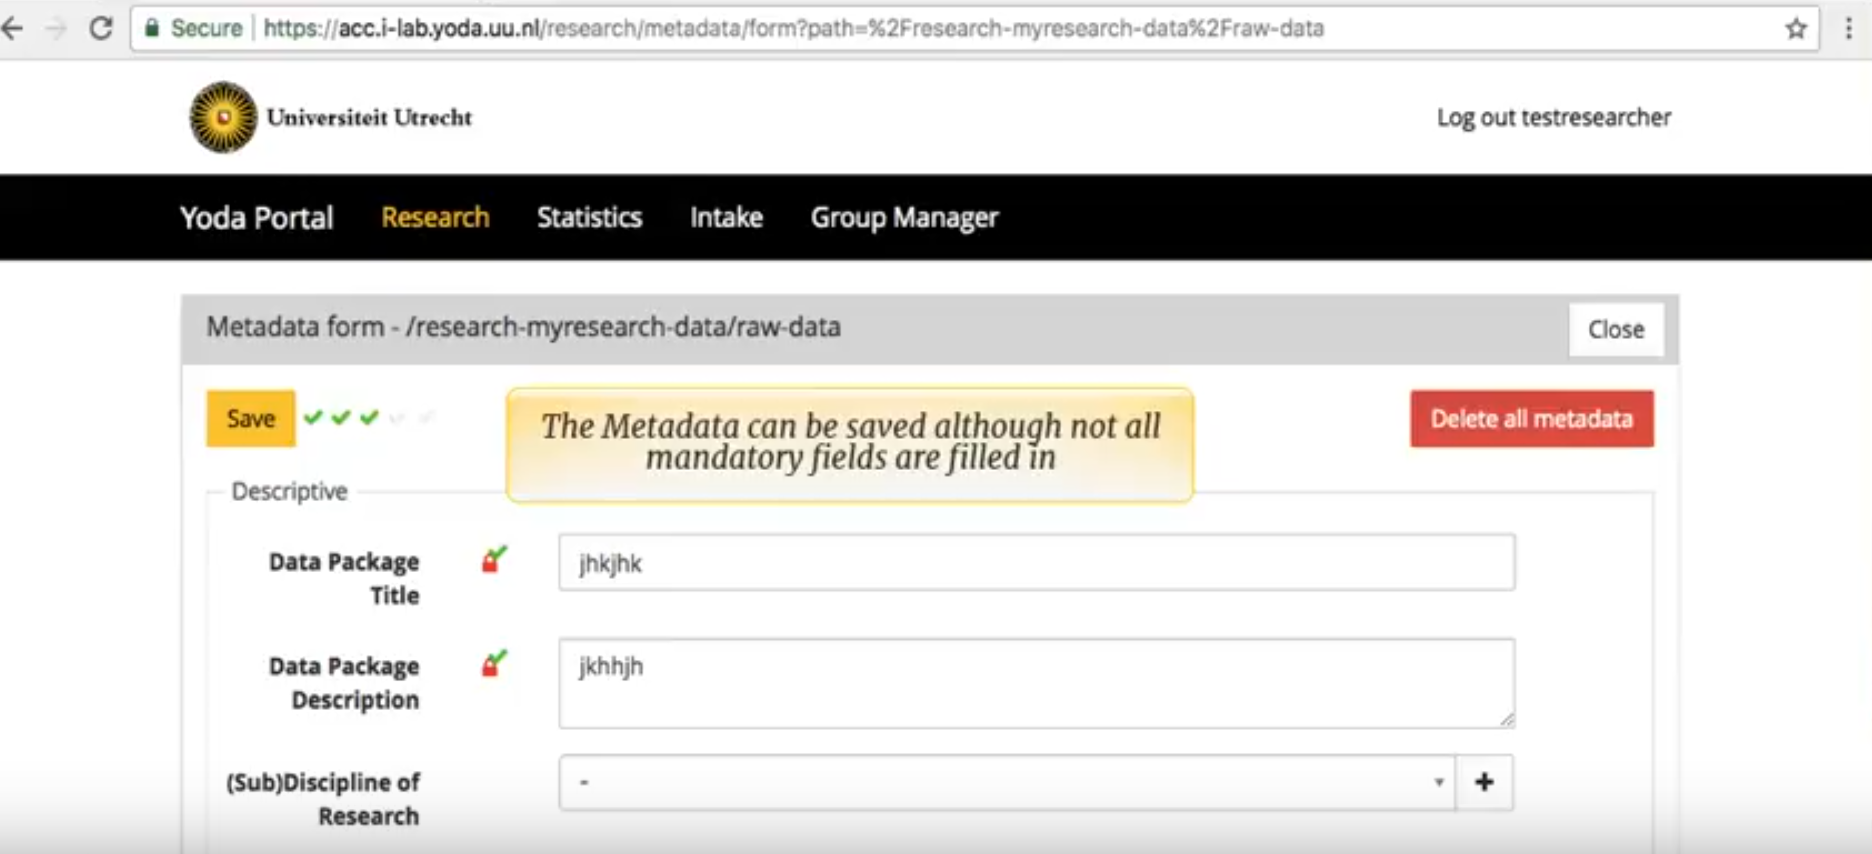 Secure https://acc.i-lab.yoda.uu.nl/research/metadata/form?path=%2Fresearch-myresearch-data%2Fraw-data
Universiteit Utrecht
Log out testresearcher
Yoda Portal Research Statistics Intake Group Manager
Metadata form - /research-myresearch-data/raw-data Close
Save
The Metadata can be saved although not all
mandatory fields are filled in
Delete all metadata
Descriptive
Data Package
Title
jhkjhk
Data Package
Description
jkhhjh
(Sub)Discipline of
Research
-